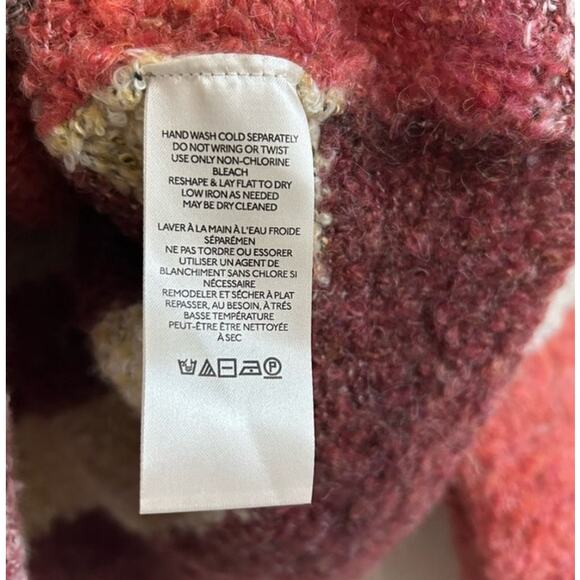 HAND WASH COLD SEPARATELY
DO NOT WRING OR TWIST
USE ONLY NON-CHLORINE
BLEACH
RESHAPE & LAY FLAT TO DRY
LOW IRON AS NEEDED
MAY BE DRY CLEANED
LAVER À LA MAIN À L'EAU FROIDE
SÉPARÉMEN
NE PAS TORDRE OU ESSORER
UTILISER UN AGENT DE
BLANCHIMENT SANS CHLORE SI
NÉCESSAIRE
REMODELER ET SÉCHER À PLAT
REPASSER, AU BESOIN, À TRÉS
BASSE TEMPÉRATURE
PEUT-ÊTRE ÊTRE NETTOYÉE
À SEC